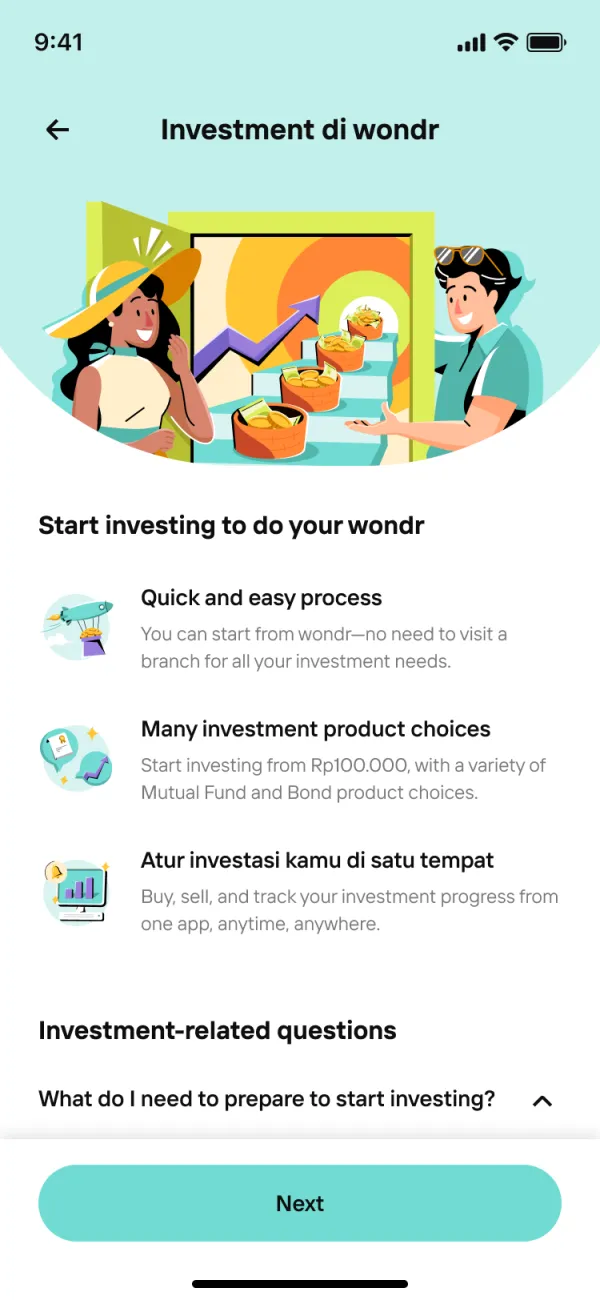 9:41
Investment di wondr
Start investing to do your wondr
Quick and easy process
You can start from wondr—no need to visit a
branch for all your investment needs.
Many investment product choices
Start investing from Rp100.000, with a variety of
Mutual Fund and Bond product choices.
Atur investasi kamu di satu tempat
Buy, sell, and track your investment progress from
one app, anytime, anywhere.
Investment-related questions
What do I need to prepare to start investing?
Next